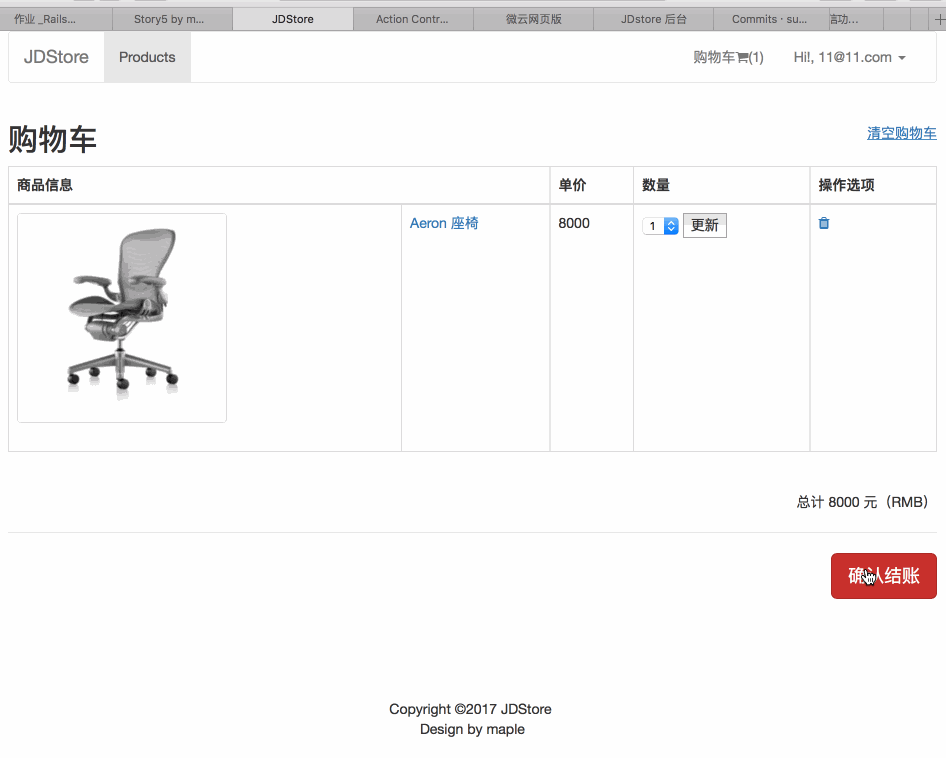 作业 _Rails...
Story5 by m...
JDStore
Action Contr...
微云网页版
JDstore 后台
Commits · su...
功...
JDStore
Products
购物车(1)
Hi!, 11@11.com
购物车
清空购物车
商品信息
单价
数量
操作选项
Aeron 座椅
8000
1
更新
总计 8000 元（RMB）
确认结账
Copyright ©2017 JDStore
Design by maple